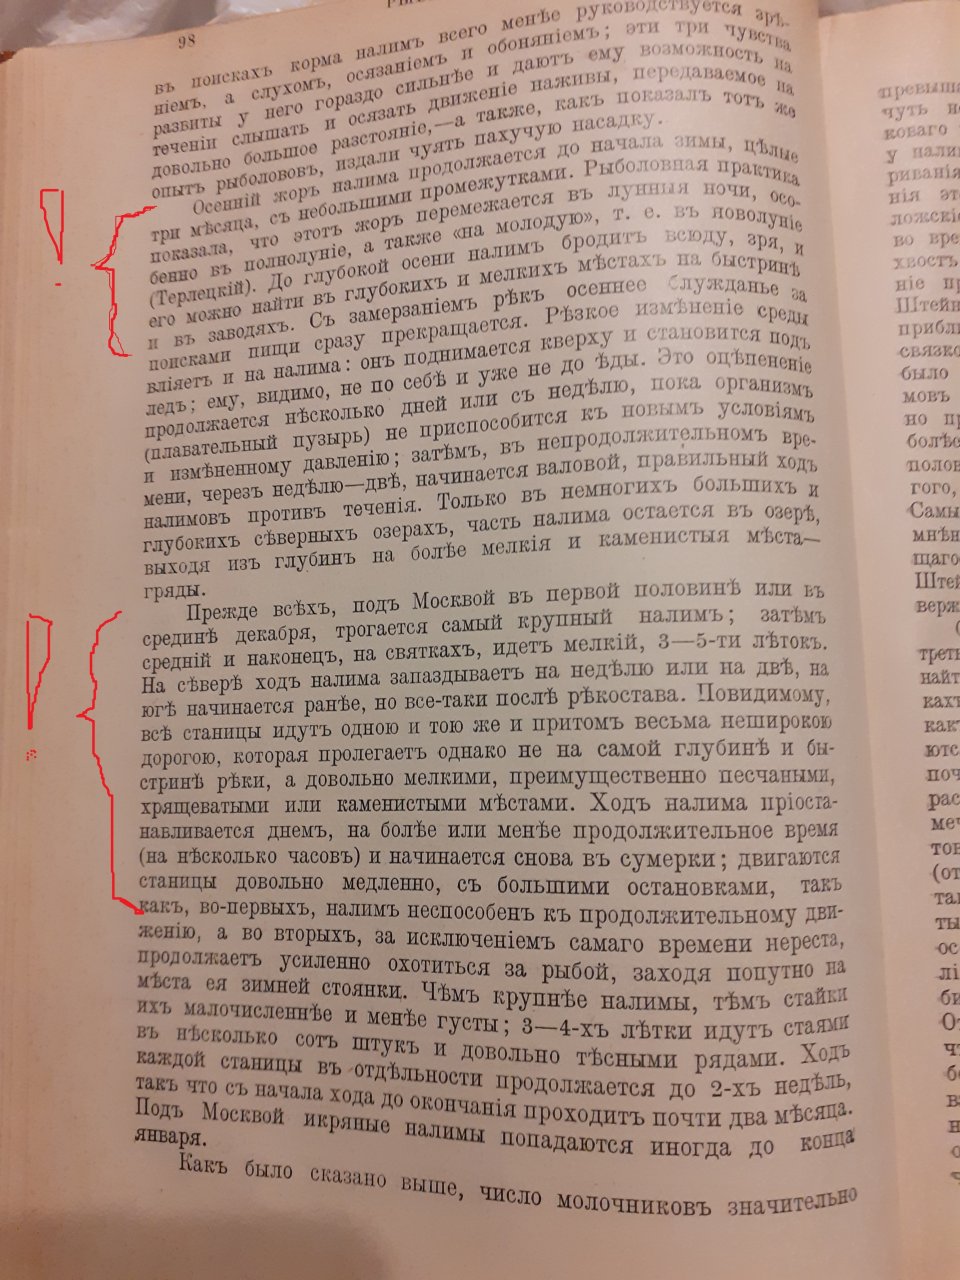 98
въ поискахъ корма налимъ всего менѣе руководствуется зрѣ-
ніемъ, а слухомъ, осязаніемъ и обоняніемъ; эти три чувства
развиты у него гораздо сильнѣе и даютъ ему возможность на
теченіи слышать и осязать движеніе наживы, передаваемое на
довольно большое разстояніе,—а также, какъ показалъ тотъ же
опытъ рыболововъ, издали чуять пахучую насадку.
Осенній жоръ налима продолжается до начала зимы, цѣлые
три мѣсяца, съ небольшими промежутками. Рыболовная практика
показала, что этотъ жоръ перемежается въ лунныя ночи, осо-
бенно въ полнолуніе, а также «на молодую», т. е. въ новолуніе
(Терлецкій). До глубокой осени налимъ бродитъ всюду, зря, и
его можно найти въ глубокихъ и мелкихъ мѣстахъ на быстринѣ
и въ заводяхъ. Съ замерзаніемъ рѣкъ осеннее служданье за
поисками пищи сразу прекращается. Рѣзкое измѣненіе среды
вліяетъ и на налима: онъ поднимается кверху и становится подъ
ледъ; ему, видимо, не по себѣ и уже не до ѣды. Это оцѣпененіе
продолжается нѣсколько дней или съ недѣлю, пока организмъ
(плавательный пузырь) не приспособится къ новымъ условіямъ
и измѣненному давленію; затѣмъ, въ непродолжительномъ вре-
мени, черезъ недѣлю—двѣ, начинается валовой, правильный ходъ
налимовъ противъ теченія. Только въ немногихъ большихъ и
глубокихъ сѣверныхъ озерахъ, часть налима остается въ озерѣ,
выходя изъ глубинъ на болѣе мелкія и каменистыя мѣста—
гряды.
Прежде всѣхъ, подъ Москвой въ первой половинѣ или въ
срединѣ декабря, трогается самый крупный налимъ; затѣмъ
средній и наконецъ, на святкахъ, идетъ мелкій, 3—5-ти лѣтокъ.
На сѣверѣ ходъ налима запаздываетъ на недѣлю или на двѣ, на
югѣ начинается ранѣе, но все-таки послѣ рѣкостава. Повидимому,
всѣ станицы идутъ одною и тою же и притомъ весьма неширокою
дорогою, которая пролегаетъ однако не на самой глубинѣ и бы-
стринѣ рѣки, а довольно мелкими, преимущественно песчаными,
хрящеватыми или каменистыми мѣстами. Ходъ налима пріоста-
навливается днемъ, на болѣе или менѣе продолжительное время
(на нѣсколько часовъ) и начинается снова въ сумерки; двигаются
станицы довольно медленно, съ большими остановками, такъ
какъ, во-первыхъ, налимъ неспособенъ къ продолжительному дви-
женію, а во вторыхъ, за исключеніемъ самаго времени нереста,
продолжаетъ усиленно охотиться за рыбой, заходя попутно на
мѣста ея зимней стоянки. Чѣмъ крупнѣе налимы, тѣмъ стайки
ихъ малочисленнѣе и менѣе густы; 3—4-хъ лѣтки идутъ стаями
въ нѣсколько сотъ штукъ и довольно тѣсными рядами. Ходъ
каждой станицы въ отдѣльности продолжается до 2-хъ недѣль,
такъ что съ начала хода до окончанія проходитъ почти два мѣсяца.
Подъ Москвой икряные налимы попадаются иногда до конца
января.
Какъ было сказано выше, число молочниковъ значительно